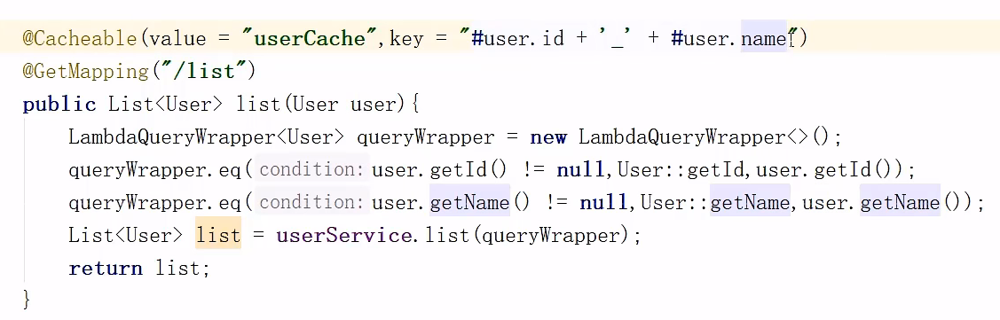 @Cacheable(value = "userCache",key = "#user.id + '_' + #user.name")
@GetMapping("/list")
public List<User> list(User user){
LambdaQueryWrapper<User> queryWrapper = new LambdaQueryWrapper<>();
queryWrapper.eq( condition: user.getId() != null,User::getId,user.getId());
queryWrapper.eq( condition: user.getName() != null,User::getName,user.getName());
List<User> list = userService.list(queryWrapper);
return list;
}